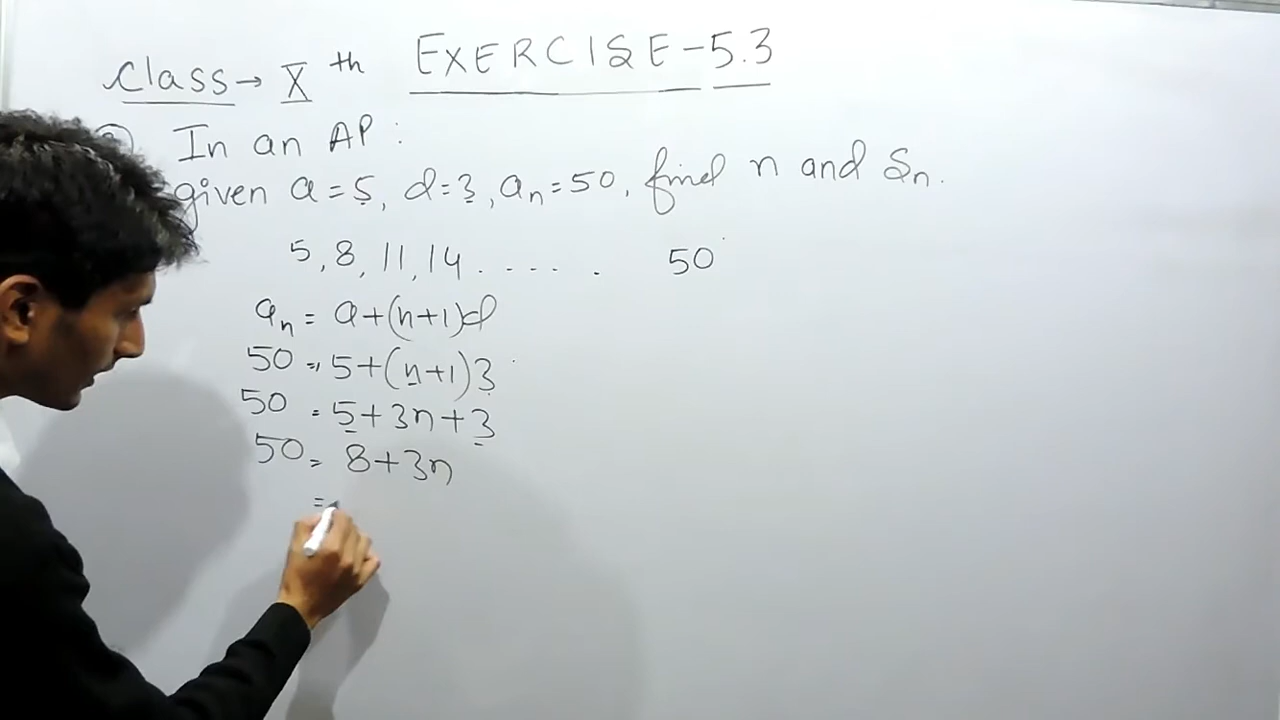 Class → Xth EXERCISE-5.3
In an AP:
given a=5, d=3, an=50, find n and Sn.
5, 8, 11, 14 . . . . . . 50
an = a+(n+1)d
50 = 5+(n+1)3
50 = 5+3n+3
50 = 8+3n
=